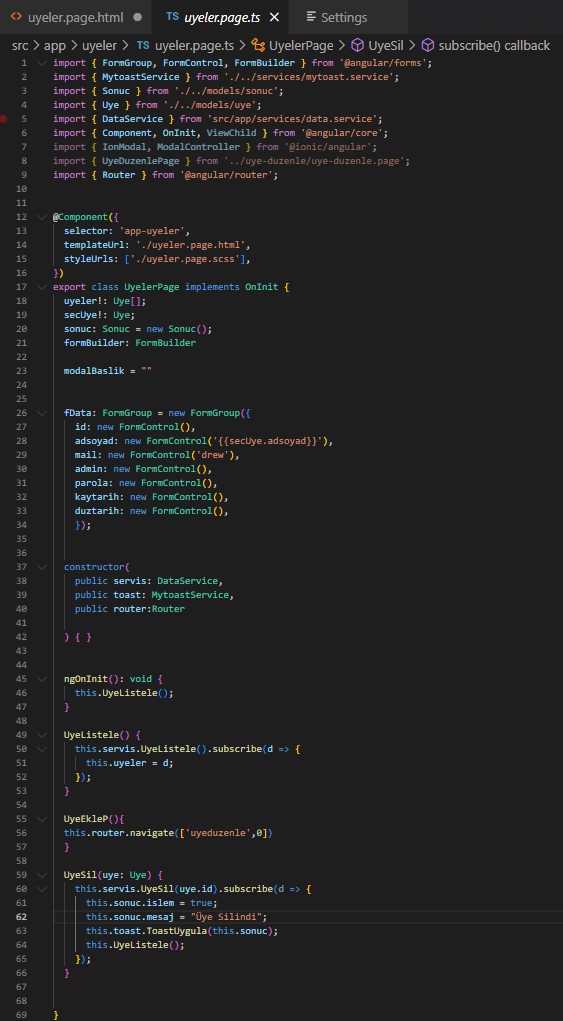 uyeler.page.html
TS uyeler.page.ts
Settings
src > app > uyeler > TS uyeler.page.ts > UyelerPage > UyeSil > subscribe() callback
1 import { FormGroup, FormControl, FormBuilder } from '@angular/forms';
2 import { MytoastService } from './../services/mytoast.service';
3 import { Sonuc } from './../models/sonuc';
4 import { Uye } from './../models/uye';
5 import { DataService } from 'src/app/services/data.service';
6 import { Component, OnInit, ViewChild } from '@angular/core';
7 import { IonModal, ModalController } from '@ionic/angular';
8 import { UyeDuzenlePage } from '../uye-duzenle/uye-duzenle.page';
9 import { Router } from '@angular/router';
10
11
12 @Component({
13 selector: 'app-uyeler',
14 templateUrl: './uyeler.page.html',
15 styleUrls: ['./uyeler.page.scss'],
16 })
17 export class UyelerPage implements OnInit {
18 uyeler!: Uye[];
19 secUye!: Uye;
20 sonuc: Sonuc = new Sonuc();
21 formBuilder: FormBuilder
22
23 modalBaslik = ""
24
25
26 fData: FormGroup = new FormGroup({
27 id: new FormControl(),
28 adsoyad: new FormControl('{{secUye.adsoyad}}'),
29 mail: new FormControl('drew'),
30 admin: new FormControl(),
31 parola: new FormControl(),
32 kaytarih: new FormControl(),
33 duztarih: new FormControl(),
34 });
35
36
37 constructor(
38 public servis: DataService,
39 public toast: MytoastService,
40 public router:Router
41
42 ) { }
43
44
45 ngOnInit(): void {
46 this.UyeListele();
47 }
48
49 UyeListele() {
50 this.servis.UyeListele().subscribe(d => {
51 this.uyeler = d;
52 });
53 }
54
55 UyeEkleP(){
56 this.router.navigate(['uyeduzenle',0])
57 }
58
59 UyeSil(uye: Uye) {
60 this.servis.UyeSil(uye.id).subscribe(d => {
61 this.sonuc.islem = true;
62 this.sonuc.mesaj = "Üye Silindi";
63 this.toast.ToastUygula(this.sonuc);
64 this.UyeListele();
65 });
66 }
67
68
69 }